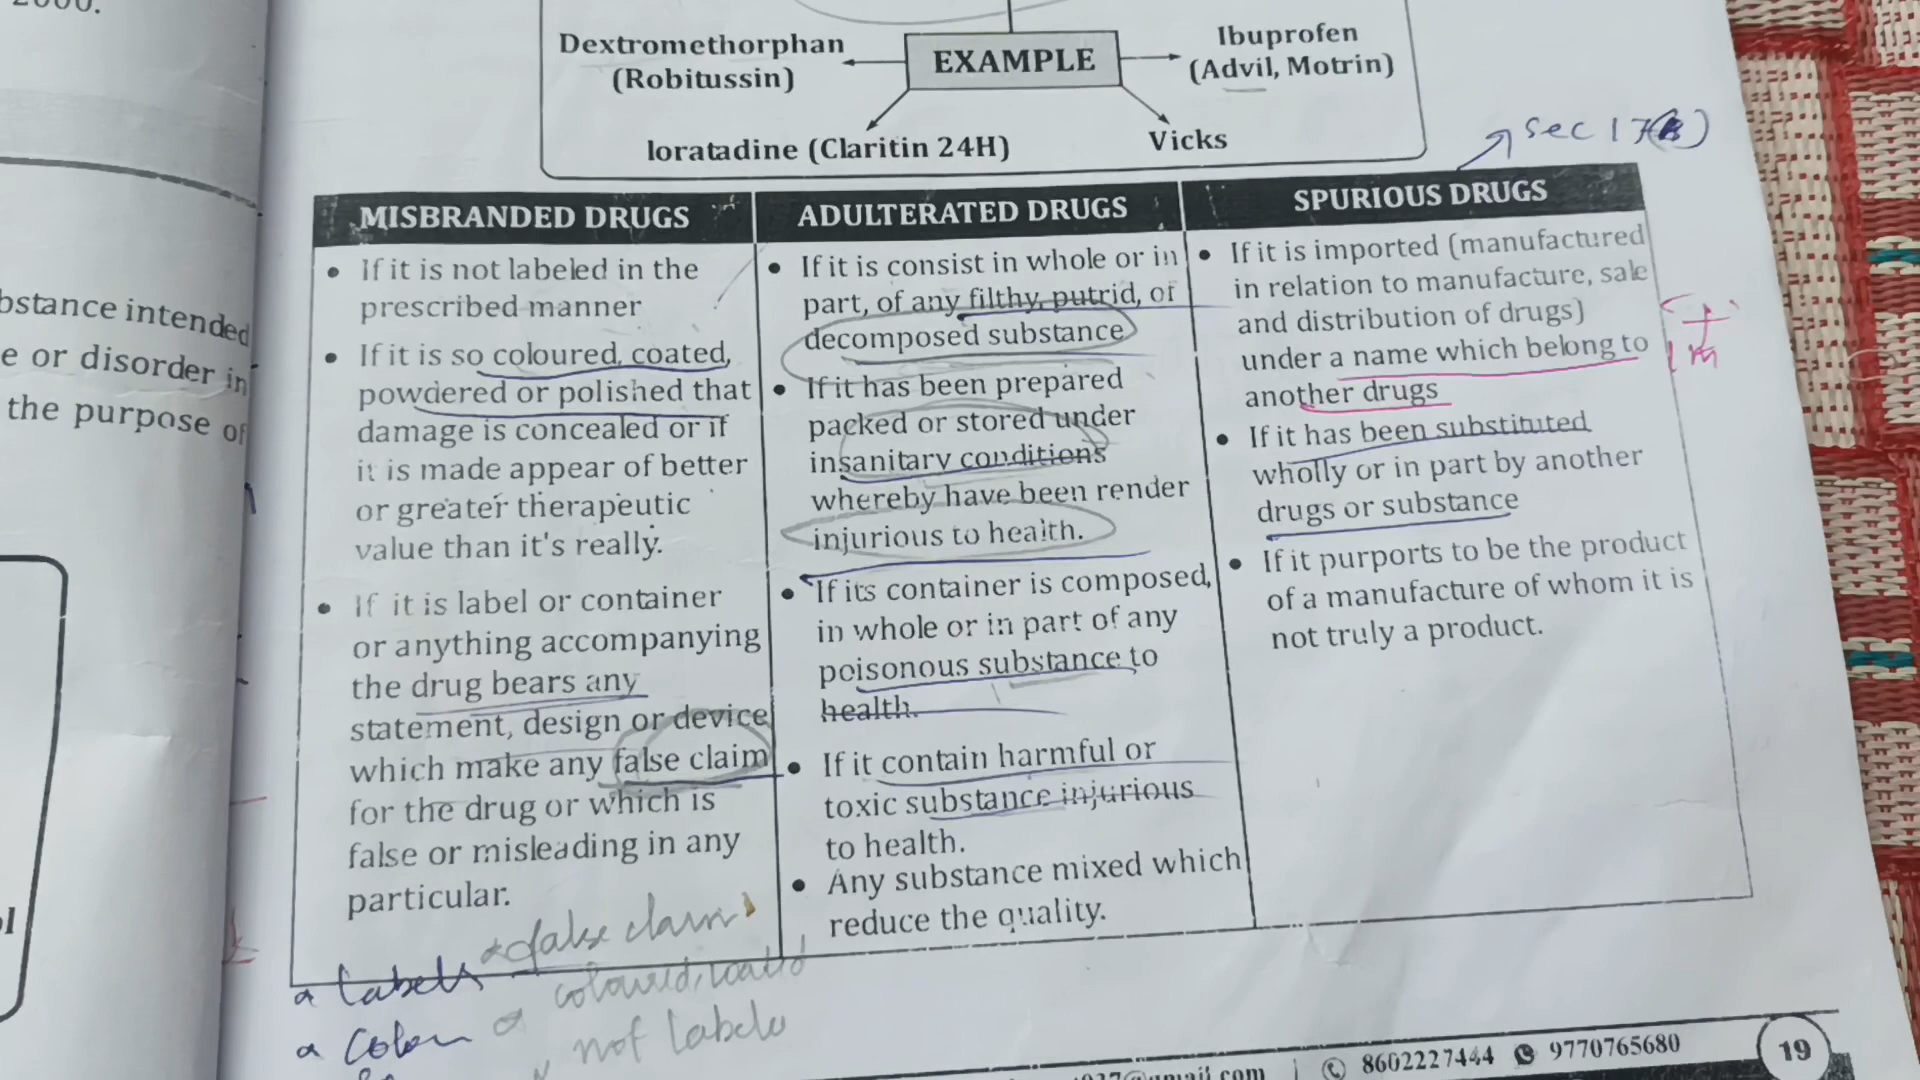 2000.
bstance intended
e or disorder in
the purpose of
Dextromethorphan
(Robitussin)
EXAMPLE
Ibuprofen
(Advil, Motrin)
loratadine (Claritin 24H)
Vicks
sec 17(B)
MISBRANDED DRUGS
If it is not labeled in the
prescribed manner
If it is so coloured, coated,
powdered or polished that
damage is concealed or if
it is made appear of better
or greater therapeutic
value than it's really.
If it is label or container
or anything accompanying
the drug bears any
statement, design or device
which make any false claim
for the drug or which is
false or misleading in any
particular.
ADULTERATED DRUGS
If it is consist in whole or in
part, of any filthy, putrid, or
decomposed substance
If it has been prepared
packed or stored under
insanitary conditions
whereby have been render
injurious to health.
If its container is composed,
in whole or in part of any
poisonous substance to
health.
If it contain harmful or
toxic substance injurious
to health.
Any substance mixed which
reduce the quality.
SPURIOUS DRUGS
If it is imported (manufactured
in relation to manufacture, sale
and distribution of drugs)
under a name which belong to
another drugs
If it has been substituted
wholly or in part by another
drugs or substance
If it purports to be the product
of a manufacture of whom it is
not truly a product.
false claim
Labels
coloured, coated
Colou
not labele
8602227444 9770765680
19